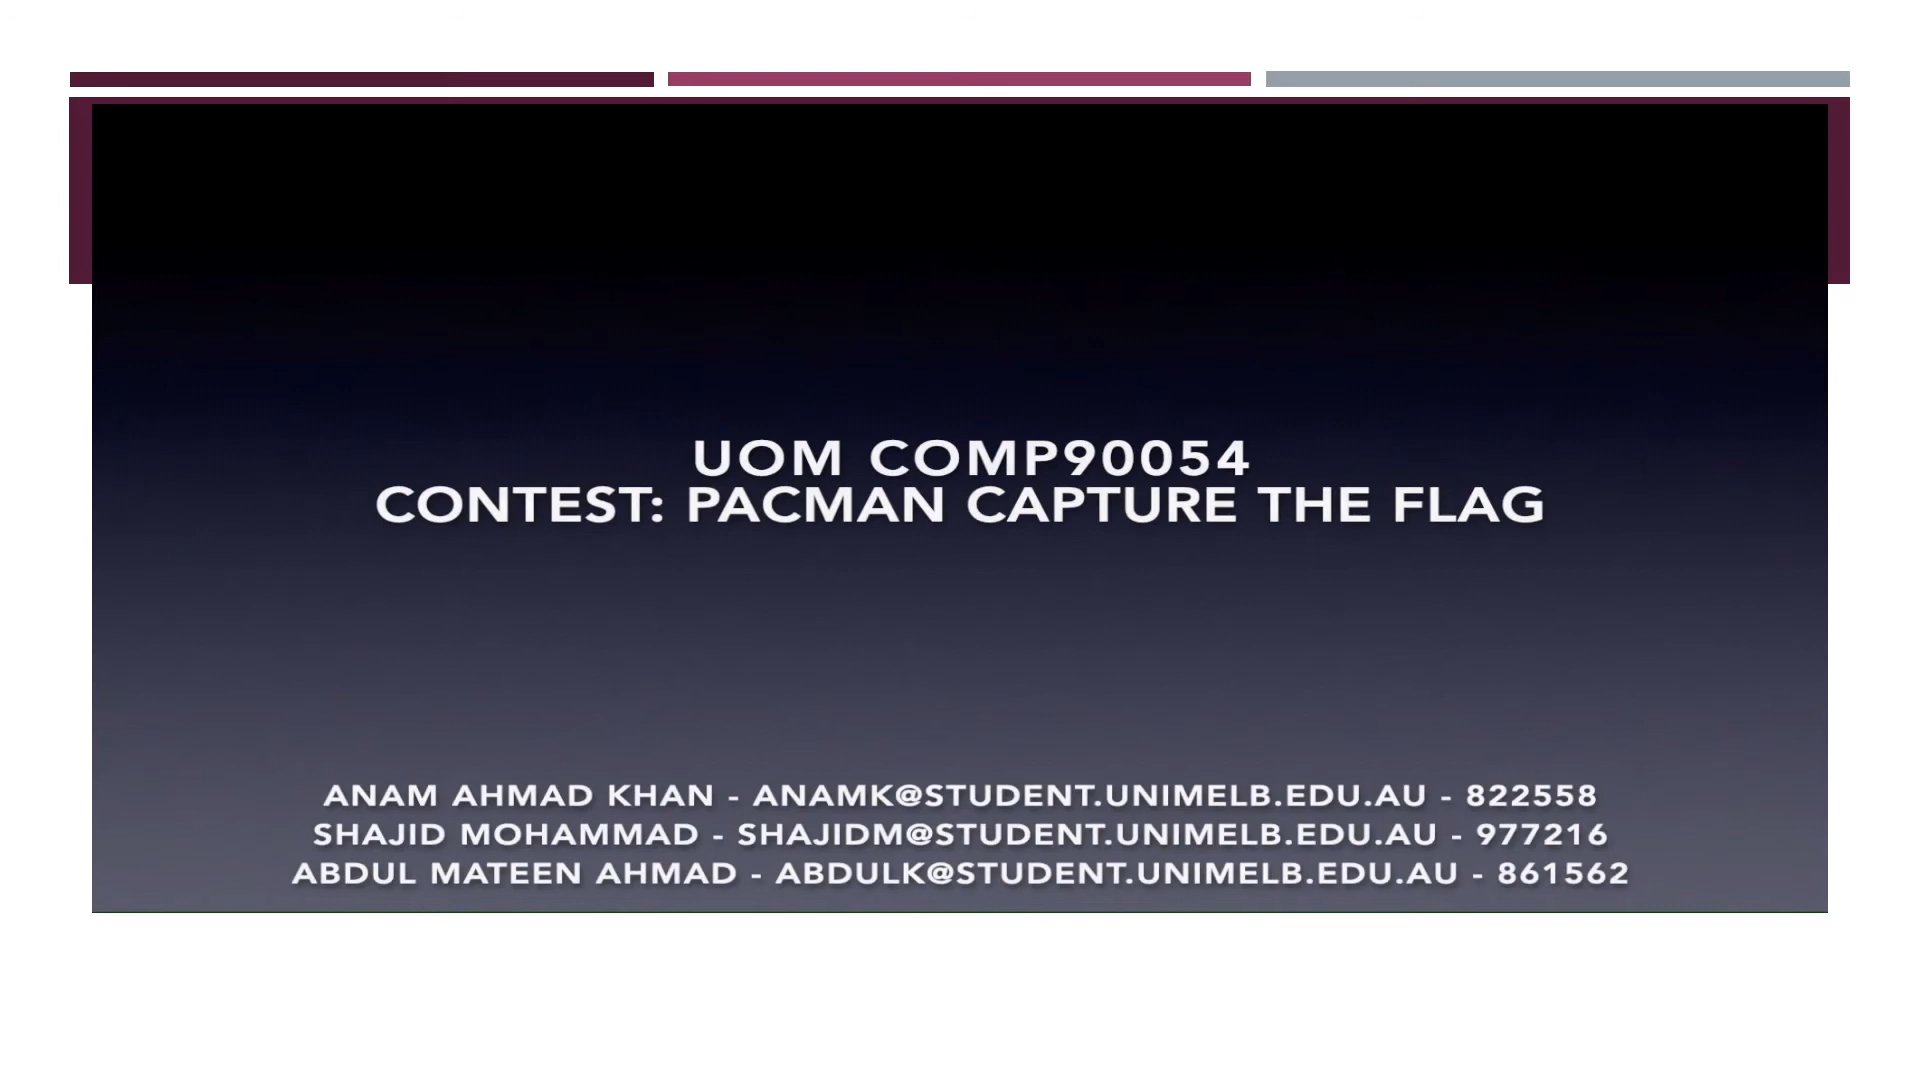 UOM COMP90054
CONTEST: PACMAN CAPTURE THE FLAG
ANAM AHMAD KHAN - ANAMK@STUDENT.UNIMELB.EDU.AU - 822558
SHAJID MOHAMMAD - SHAJIDM@STUDENT.UNIMELB.EDU.AU - 977216
ABDUL MATEEN AHMAD - ABDULK@STUDENT.UNIMELB.EDU.AU - 861562